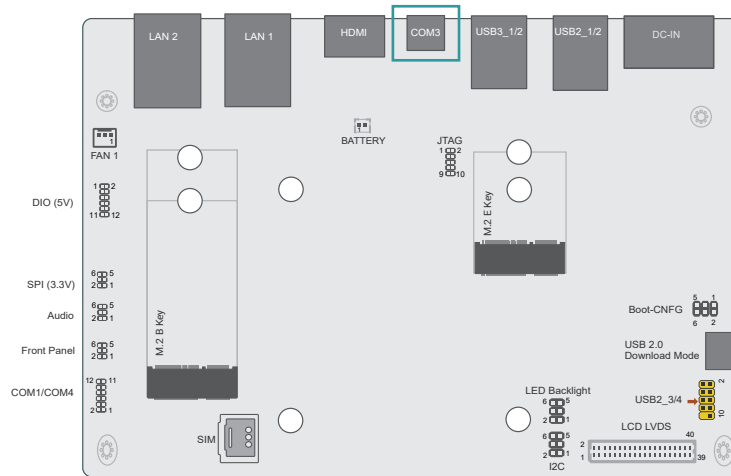 LAN 2
LAN 1
HDMI
COM3
USB3_1/2
USB2_1/2
DC-IN
1
FAN 1
1
BATTERY
JTAG
1 2
9 10
1 2
DIO (5V)
11 12
M.2 E Key
6 5
SPI (3.3V)
2 1
6 5
Audio
2 1
5 1
Boot-CNFG
6 2
M.2 B Key
6 5
Front Panel
2 1
USB 2.0
Download Mode
12 11
COM1/COM4
2 1
LED Backlight
6 5
2 1
2
USB2_3/4
10
SIM
6 5
2 1
I2C
LCD LVDS
40
2
1
39